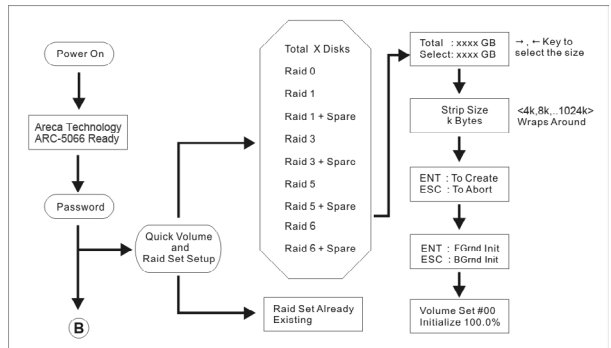 Power On
Areca Technology
ARC-5066 Ready
Password
B
Quick Volume
and
Raid Set Setup
Total X Disks
Raid 0
Raid 1
Raid 1 + Spare
Raid 3
Raid 3 + Spare
Raid 5
Raid 5 + Spare
Raid 6
Raid 6 + Spare
Raid Set Already
Existing
Total : xxxx GB
Select: xxxx GB
→ , ← Key to
select the size
Strip Size
k Bytes
<4k,8k,..1024k>
Wraps Around
ENT : To Create
ESC : To Abort
ENT : FGrnd Init
ESC : BGrnd Init
Volume Set #00
Initialize 100.0%